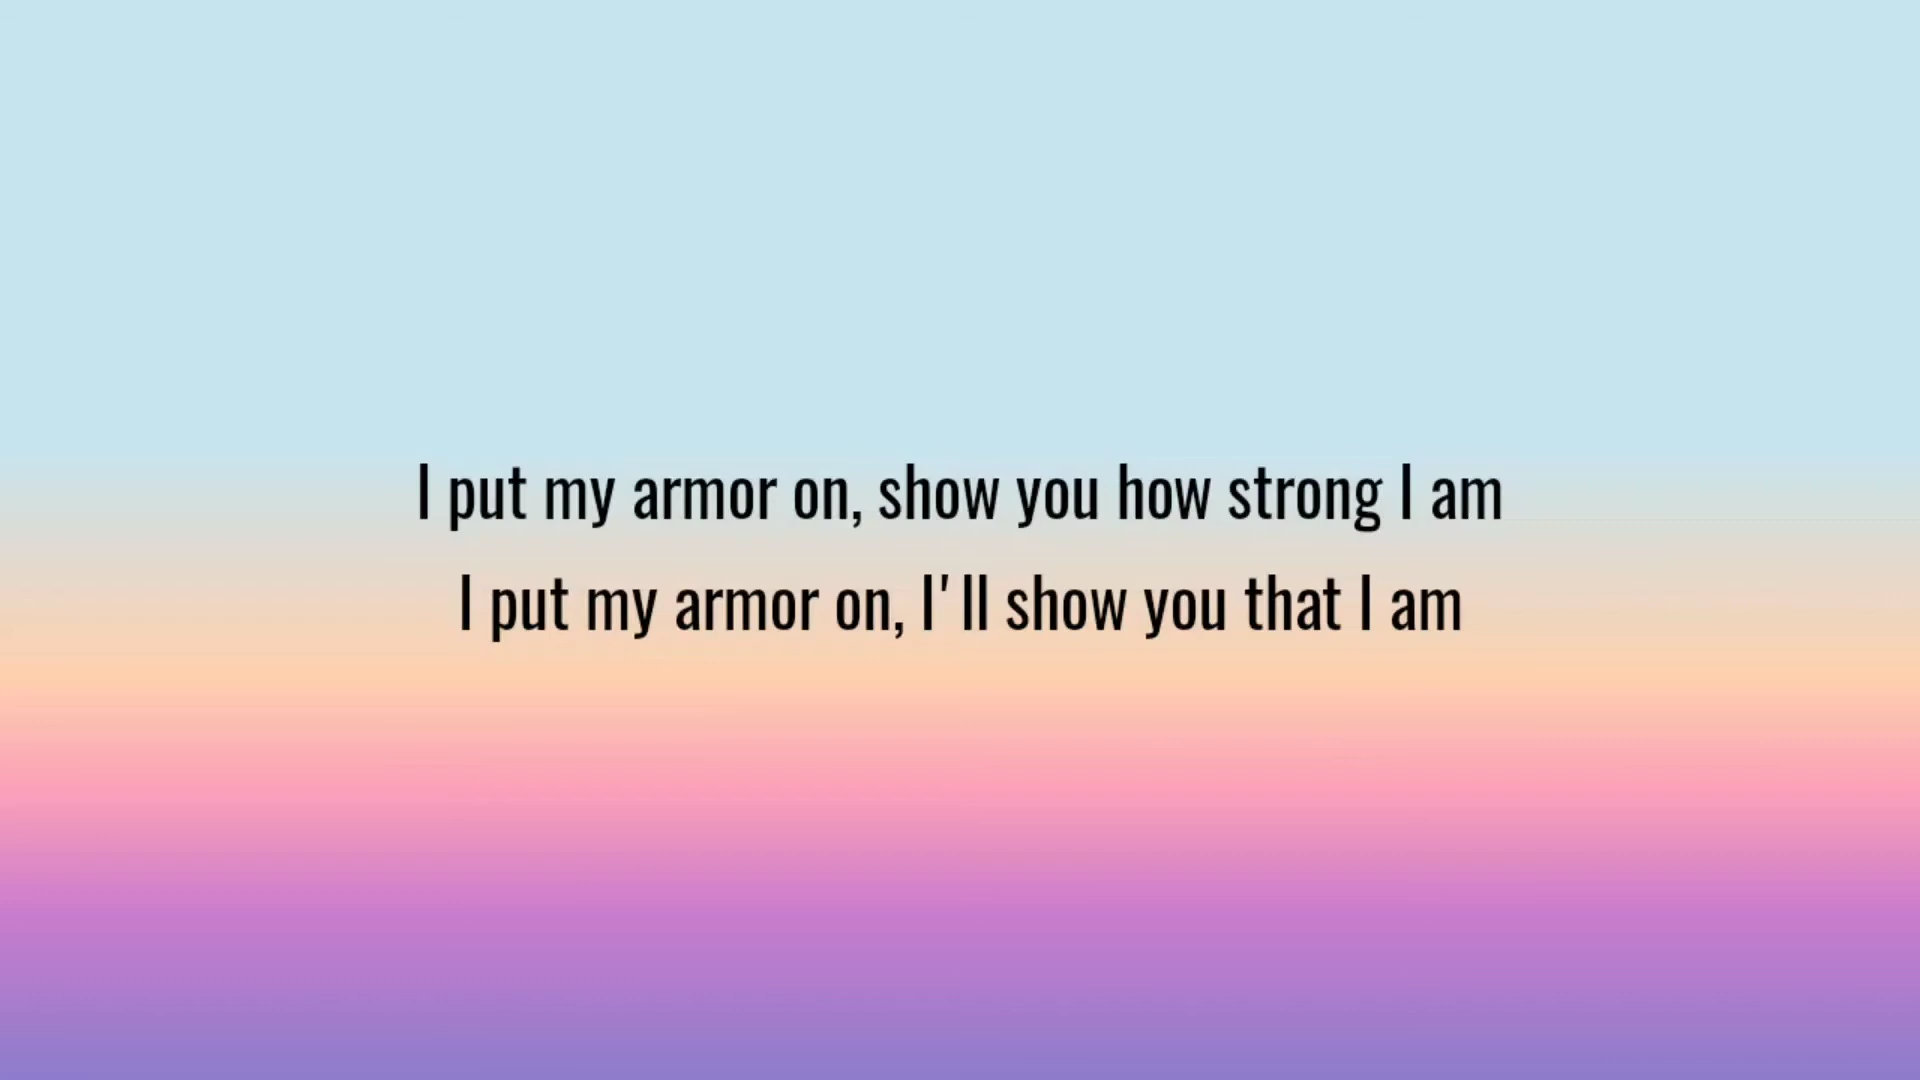 I put my armor on, show you how strong I am
I put my armor on, I'll show you that I am